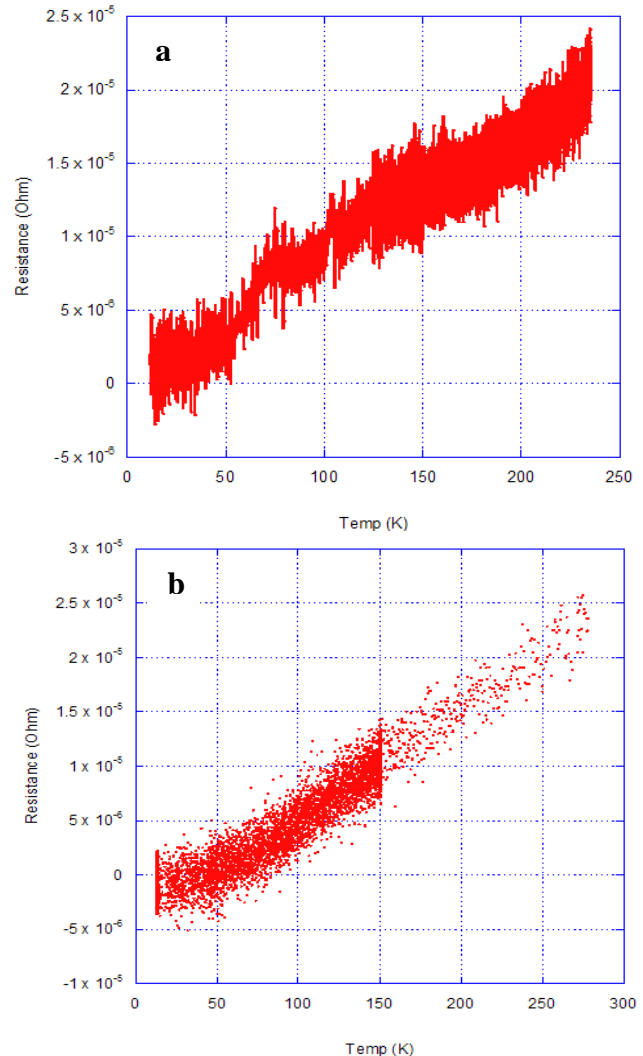 a
2.5 x 10^-5
2 x 10^-5
1.5 x 10^-5
1 x 10^-5
5 x 10^-6
0
-5 x 10^-6
Resistance (Ohm)
0 50 100 150 200 250
Temp (K)
b
3 x 10^-5
2.5 x 10^-5
2 x 10^-5
1.5 x 10^-5
1 x 10^-5
5 x 10^-6
0
-5 x 10^-6
-1 x 10^-5
Resistance (Ohm)
0 50 100 150 200 250 300
Temp (K)